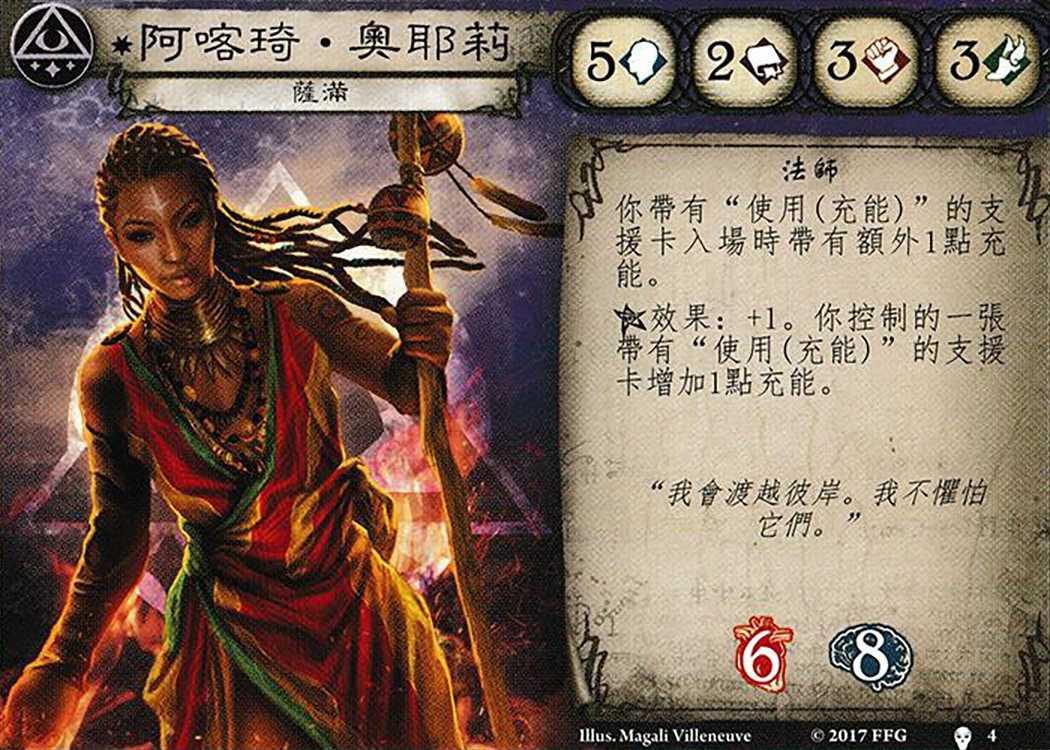 阿喀琦·奧耶莉
薩滿
5 2 3 3
法師
你帶有“使用(充能)”的支
援卡入場時帶有額外1點充
能。
效果：+1。你控制的一張
帶有“使用(充能)”的支援
卡增加1點充能。
“我會渡越彼岸。我不懼怕
它們。”
6 8
Illus. Magali Villeneuve © 2017 FFG 4